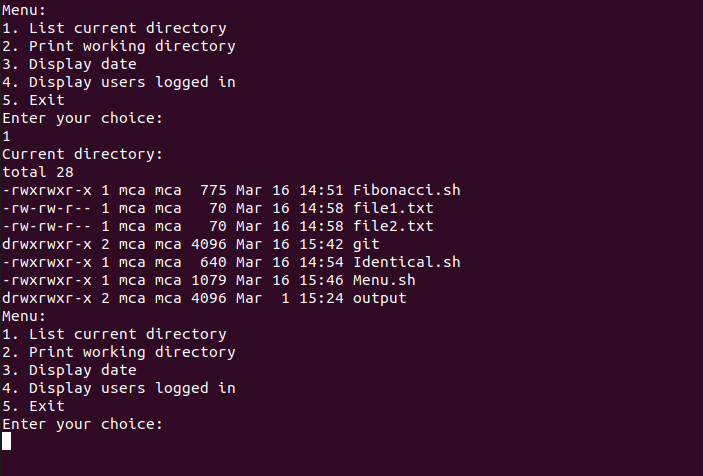 Menu:
1. List current directory
2. Print working directory
3. Display date
4. Display users logged in
5. Exit
Enter your choice:
1
Current directory:
total 28
-rwxrwxr-x 1 mca mca  775 Mar 16 14:51 Fibonacci.sh
-rw-rw-r-- 1 mca mca   70 Mar 16 14:58 file1.txt
-rw-rw-r-- 1 mca mca   70 Mar 16 14:58 file2.txt
drwxrwxr-x 2 mca mca 4096 Mar 16 15:42 git
-rwxrwxr-x 1 mca mca  640 Mar 16 14:54 Identical.sh
-rwxrwxr-x 1 mca mca 1079 Mar 16 15:46 Menu.sh
drwxrwxr-x 2 mca mca 4096 Mar  1 15:24 output
Menu:
1. List current directory
2. Print working directory
3. Display date
4. Display users logged in
5. Exit
Enter your choice: